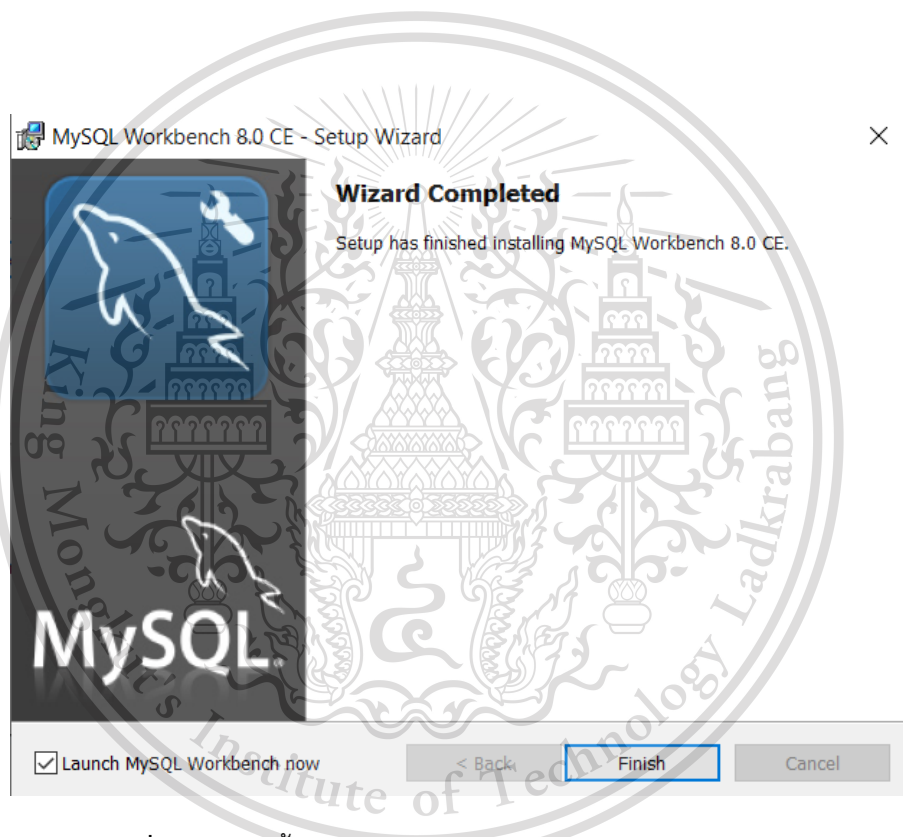 MySQL Workbench 8.0 CE - Setup Wizard
Wizard Completed
Setup has finished installing MySQL Workbench 8.0 CE.
MySQL
Launch MySQL Workbench now
< Back
Finish
Cancel
King Mongkut's Institute of Technology Ladkrabang